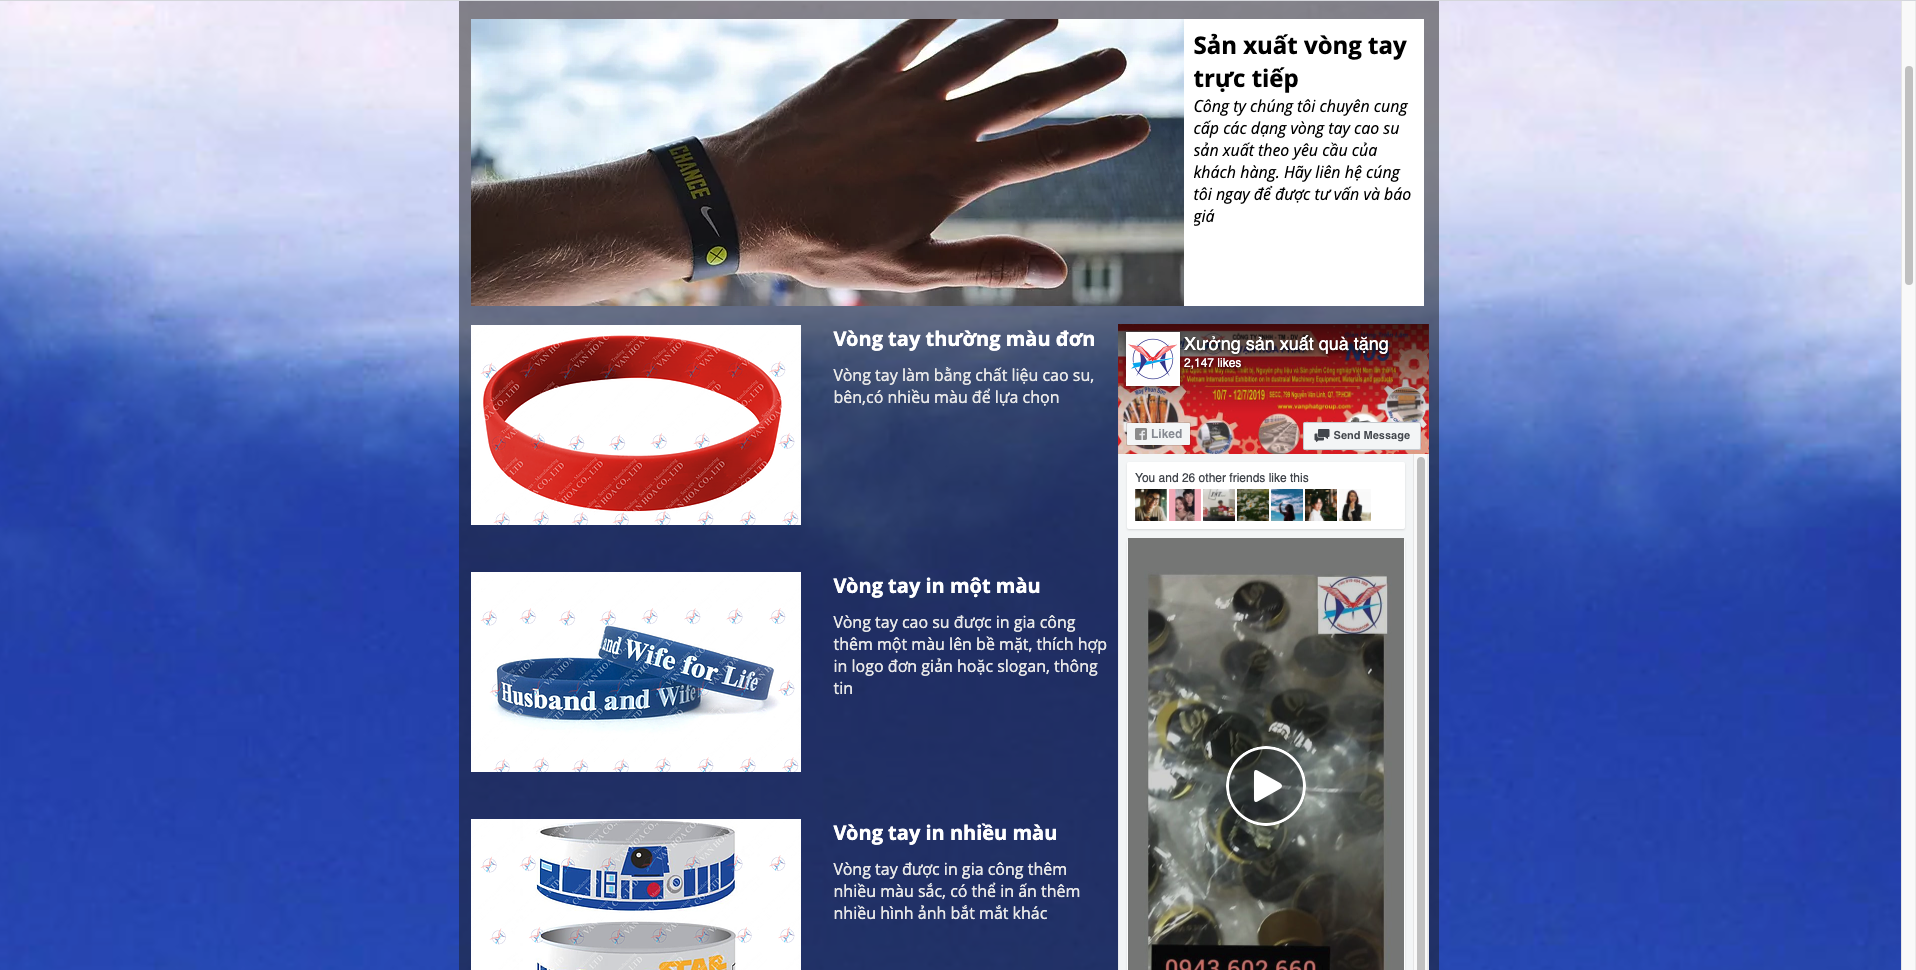 CHANCE
Sản xuất vòng tay
trực tiếp
Công ty chúng tôi chuyên cung
cấp các dạng vòng tay cao su
sản xuất theo yêu cầu của
khách hàng. Hãy liên hệ cúng
tôi ngay để được tư vấn và báo
giá
Vòng tay thường màu đơn
Vòng tay làm bằng chất liệu cao su,
bên,có nhiều màu để lựa chọn
Vòng tay in một màu
Vòng tay cao su được in gia công
thêm một màu lên bề mặt, thích hợp
in logo đơn giản hoặc slogan, thông
tin
and Wife for Life
Husband and Wife
Vòng tay in nhiều màu
Vòng tay được in gia công thêm
nhiều màu sắc, có thể in ấn thêm
nhiều hình ảnh bắt mắt khác
Xưởng sản xuất quà tặng
2,147 likes
10/7 - 12/7/2019
www.vanphatgroup.com
Liked
Send Message
You and 26 other friends like this
0943 602 660